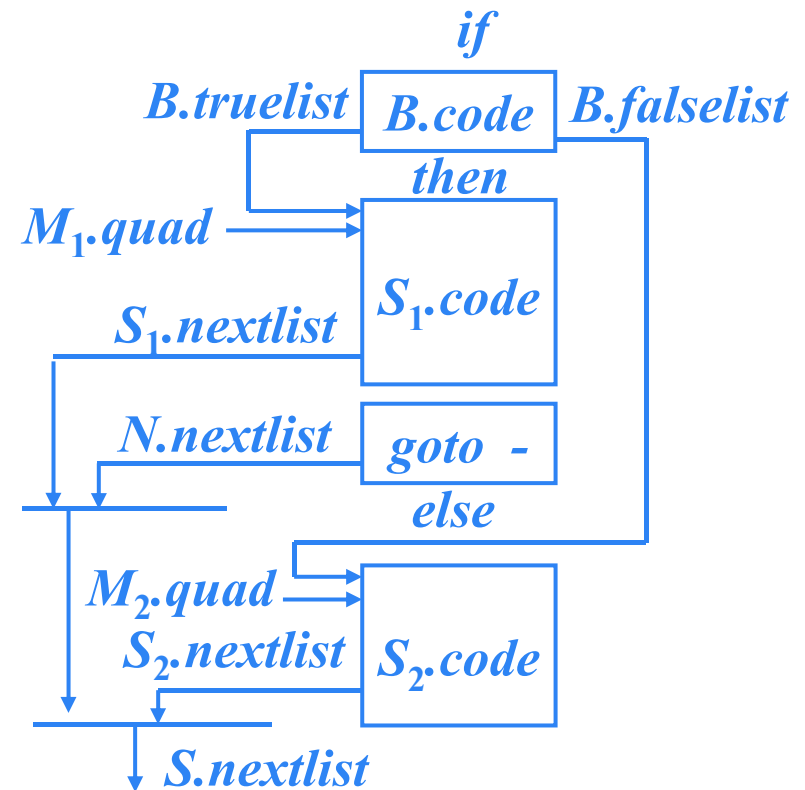 if
B.truelist
B.code
B.falselist
then
M₁.quad
S₁.code
S₁.nextlist
N.nextlist
goto -
else
M₂.quad
S₂.nextlist
S₂.code
S.nextlist